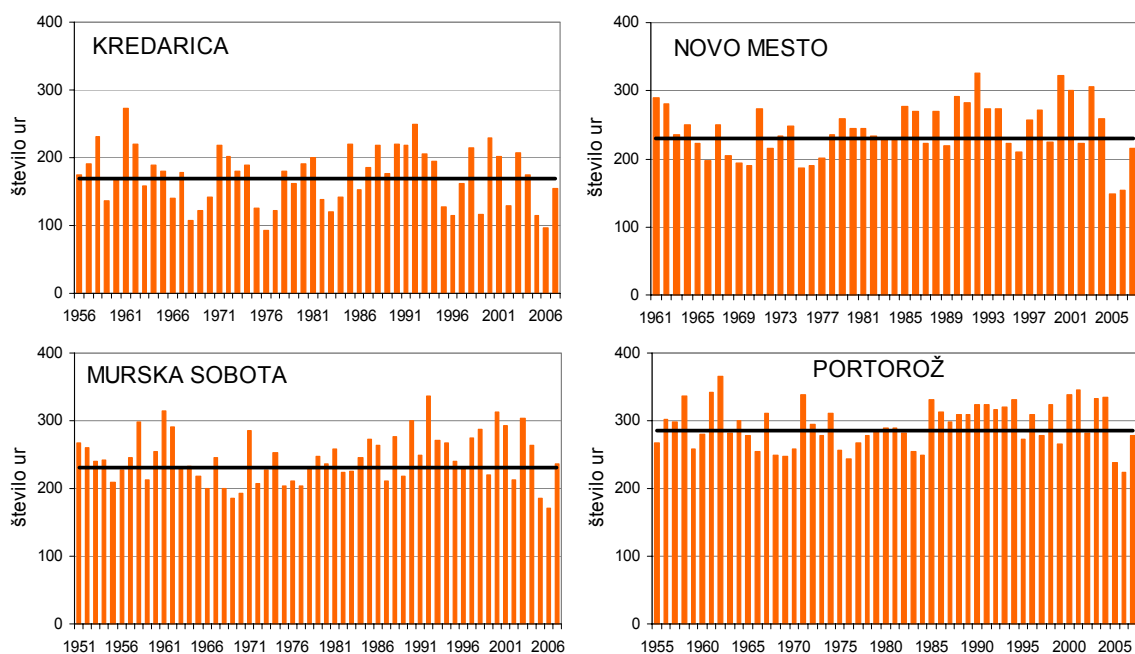 KREDARICA
število ur
400
300
200
100
0
1956 1961 1966 1971 1976 1981 1986 1991 1996 2001 2006
NOVO MESTO
število ur
400
300
200
100
0
1961 1965 1969 1973 1977 1981 1985 1989 1993 1997 2001 2005
MURSKA SOBOTA
število ur
400
300
200
100
0
1951 1956 1961 1966 1971 1976 1981 1986 1991 1996 2001 2006
PORTOROŽ
število ur
400
300
200
100
0
1955 1960 1965 1970 1975 1980 1985 1990 1995 2000 2005